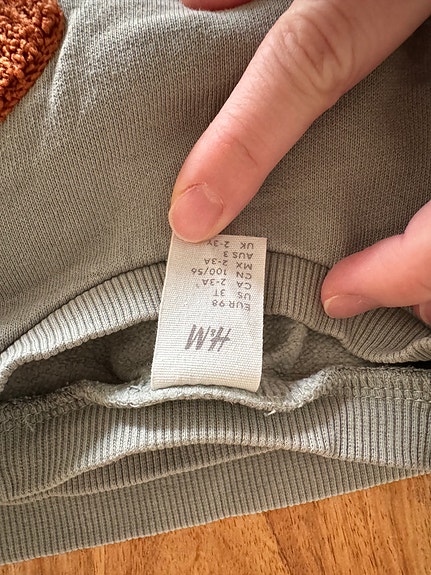 H&M
EUR 98
US 3T
CA 2-3A
CN 100/56
MX 2-3A
AUS 3
UK 2-3Y